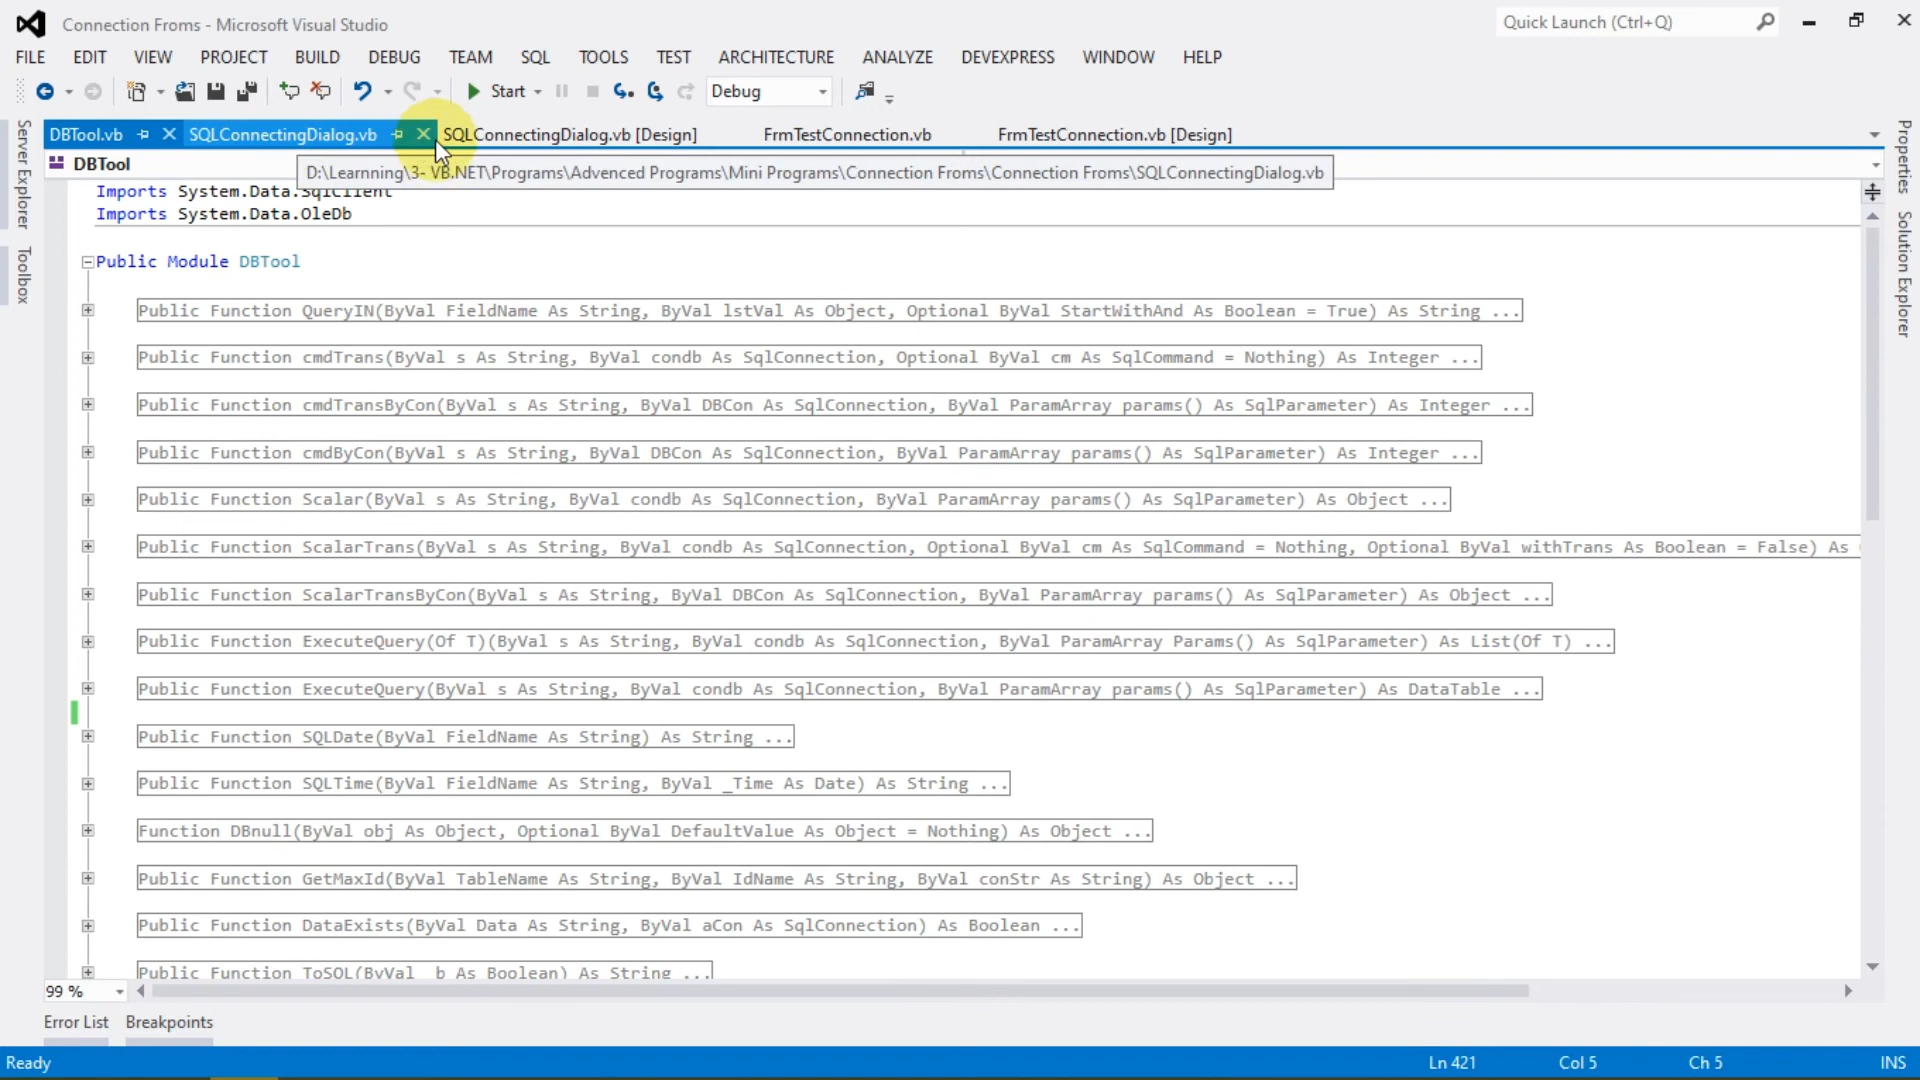 Connection Froms - Microsoft Visual Studio
Quick Launch (Ctrl+Q)
FILE EDIT VIEW PROJECT BUILD DEBUG TEAM SQL TOOLS TEST ARCHITECTURE ANALYZE DEVEXPRESS WINDOW HELP
Start Debug
DBTool.vb SQLConnectingDialog.vb SQLConnectingDialog.vb [Design] FrmTestConnection.vb FrmTestConnection.vb [Design]
DBTool
D:\Learnning\3- VB.NET\Programs\Advenced Programs\Mini Programs\Connection Froms\Connection Froms\SQLConnectingDialog.vb
Server Explorer
Toolbox
Properties
Solution Explorer
Imports System.Data.SqlClient
Imports System.Data.OleDb
Public Module DBTool
Public Function QueryIN(ByVal FieldName As String, ByVal lstVal As Object, Optional ByVal StartWithAnd As Boolean = True) As String ...
Public Function cmdTrans(ByVal s As String, ByVal condb As SqlConnection, Optional ByVal cm As SqlCommand = Nothing) As Integer ...
Public Function cmdTransByCon(ByVal s As String, ByVal DBCon As SqlConnection, ByVal ParamArray params() As SqlParameter) As Integer ...
Public Function cmdByCon(ByVal s As String, ByVal DBCon As SqlConnection, ByVal ParamArray params() As SqlParameter) As Integer ...
Public Function Scalar(ByVal s As String, ByVal condb As SqlConnection, ByVal ParamArray params() As SqlParameter) As Object ...
Public Function ScalarTrans(ByVal s As String, ByVal condb As SqlConnection, Optional ByVal cm As SqlCommand = Nothing, Optional ByVal withTrans As Boolean = False) As
Public Function ScalarTransByCon(ByVal s As String, ByVal DBCon As SqlConnection, ByVal ParamArray params() As SqlParameter) As Object ...
Public Function ExecuteQuery(Of T)(ByVal s As String, ByVal condb As SqlConnection, ByVal ParamArray Params() As SqlParameter) As List(Of T) ...
Public Function ExecuteQuery(ByVal s As String, ByVal condb As SqlConnection, ByVal ParamArray params() As SqlParameter) As DataTable ...
Public Function SQLDate(ByVal FieldName As String) As String ...
Public Function SQLTime(ByVal FieldName As String, ByVal _Time As Date) As String ...
Function DBnull(ByVal obj As Object, Optional ByVal DefaultValue As Object = Nothing) As Object ...
Public Function GetMaxId(ByVal TableName As String, ByVal IdName As String, ByVal conStr As String) As Object ...
Public Function DataExists(ByVal Data As String, ByVal aCon As SqlConnection) As Boolean ...
Public Function ToSQL(ByVal _b As Boolean) As String ...
99 %
Error List Breakpoints
Ready Ln 421 Col 5 Ch 5 INS